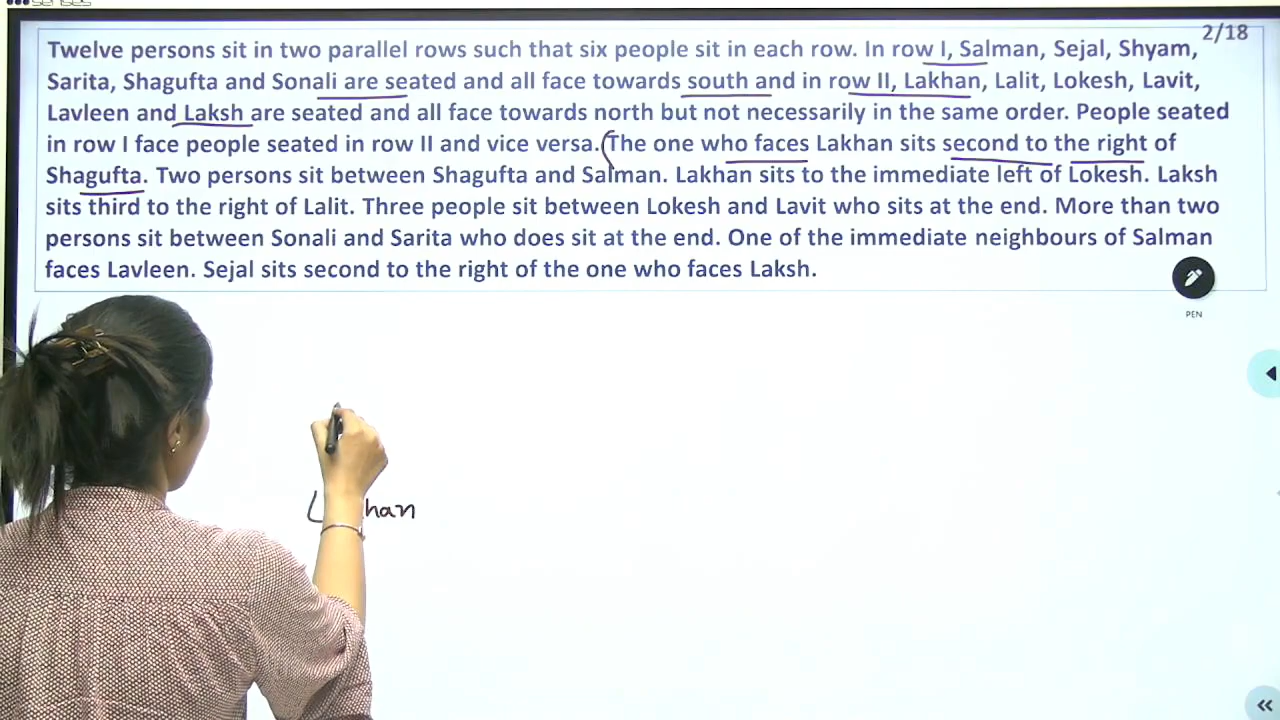 2/18
Twelve persons sit in two parallel rows such that six people sit in each row. In row I, Salman, Sejal, Shyam,
Sarita, Shagufta and Sonali are seated and all face towards south and in row II, Lakhan, Lalit, Lokesh, Lavit,
Lavleen and Laksh are seated and all face towards north but not necessarily in the same order. People seated
in row I face people seated in row II and vice versa. The one who faces Lakhan sits second to the right of
Shagufta. Two persons sit between Shagufta and Salman. Lakhan sits to the immediate left of Lokesh. Laksh
sits third to the right of Lalit. Three people sit between Lokesh and Lavit who sits at the end. More than two
persons sit between Sonali and Sarita who does sit at the end. One of the immediate neighbours of Salman
faces Lavleen. Sejal sits second to the right of the one who faces Laksh.
PEN